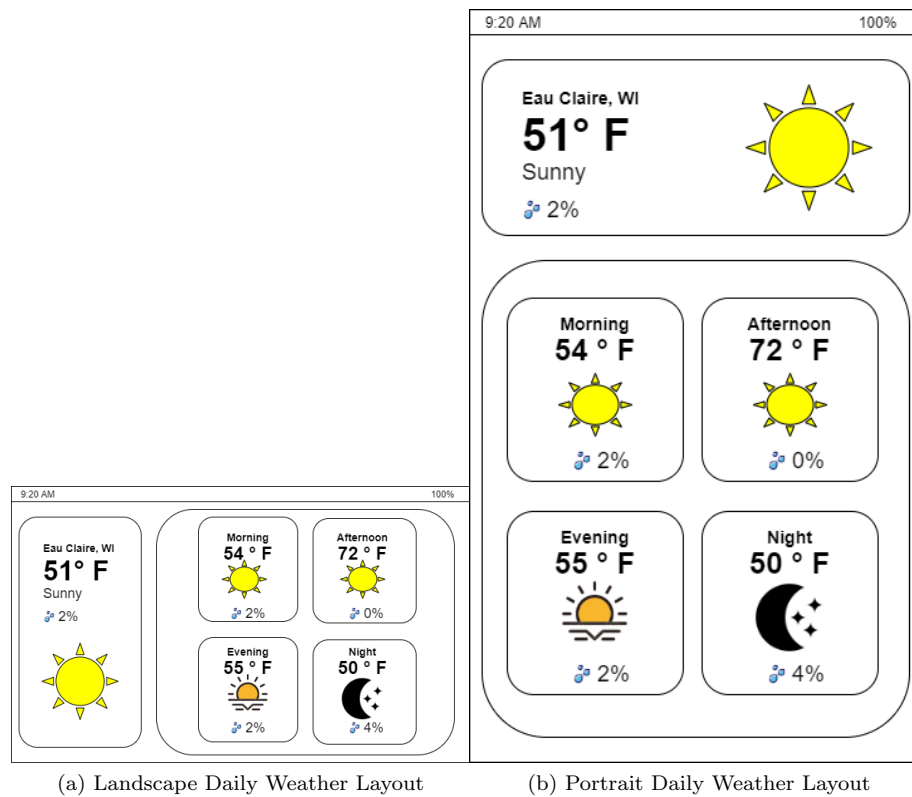 9:20 AM 100%
Eau Claire, WI
51° F
Sunny
2%
Morning
54 ° F
2%
Afternoon
72 ° F
0%
Evening
55 ° F
2%
Night
50 ° F
4%
(a) Landscape Daily Weather Layout
9:20 AM 100%
Eau Claire, WI
51° F
Sunny
2%
Morning
54 ° F
2%
Afternoon
72 ° F
0%
Evening
55 ° F
2%
Night
50 ° F
4%
(b) Portrait Daily Weather Layout